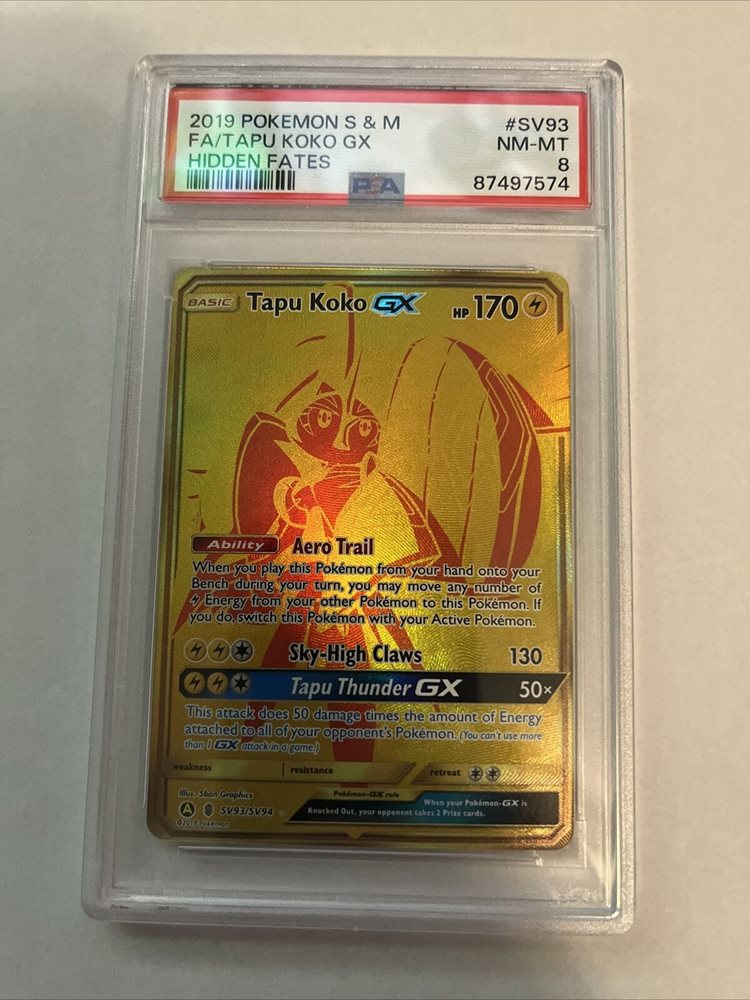 2019 POKEMON S & M #SV93
FA/TAPU KOKO GX NM-MT
HIDDEN FATES 8
PSA 87497574
BASIC Tapu Koko GX HP 170
Ability Aero Trail
When you play this Pokémon from your hand onto your
Bench during your turn, you may move any number of
Energy from your other Pokémon to this Pokémon. If
you do, switch this Pokémon with your Active Pokémon.
Sky-High Claws 130
Tapu Thunder GX 50×
This attack does 50 damage times the amount of Energy
attached to all of your opponent's Pokémon. (You can't use more
than 1 GX attack in a game.)
weakness resistance retreat
Illus. 5ban Graphics Pokémon-GX rule When your Pokémon-GX is
A SV93/SV94 Knocked Out, your opponent takes 2 Prize cards.
©2019 Pokémon